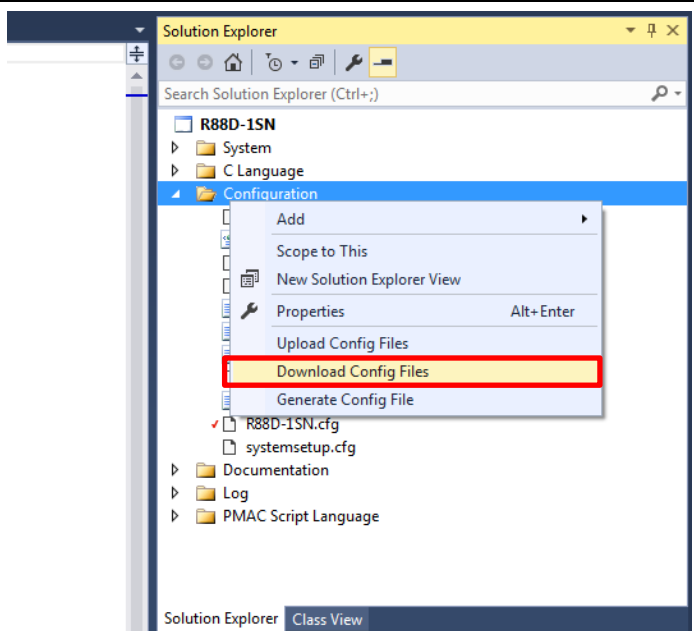 Solution Explorer
Search Solution Explorer (Ctrl+;)
R88D-1SN
System
C Language
Configuration
Add
Scope to This
New Solution Explorer View
Properties Alt+Enter
Upload Config Files
Download Config Files
Generate Config File
R88D-1SN.cfg
systemsetup.cfg
Documentation
Log
PMAC Script Language
Solution Explorer Class View